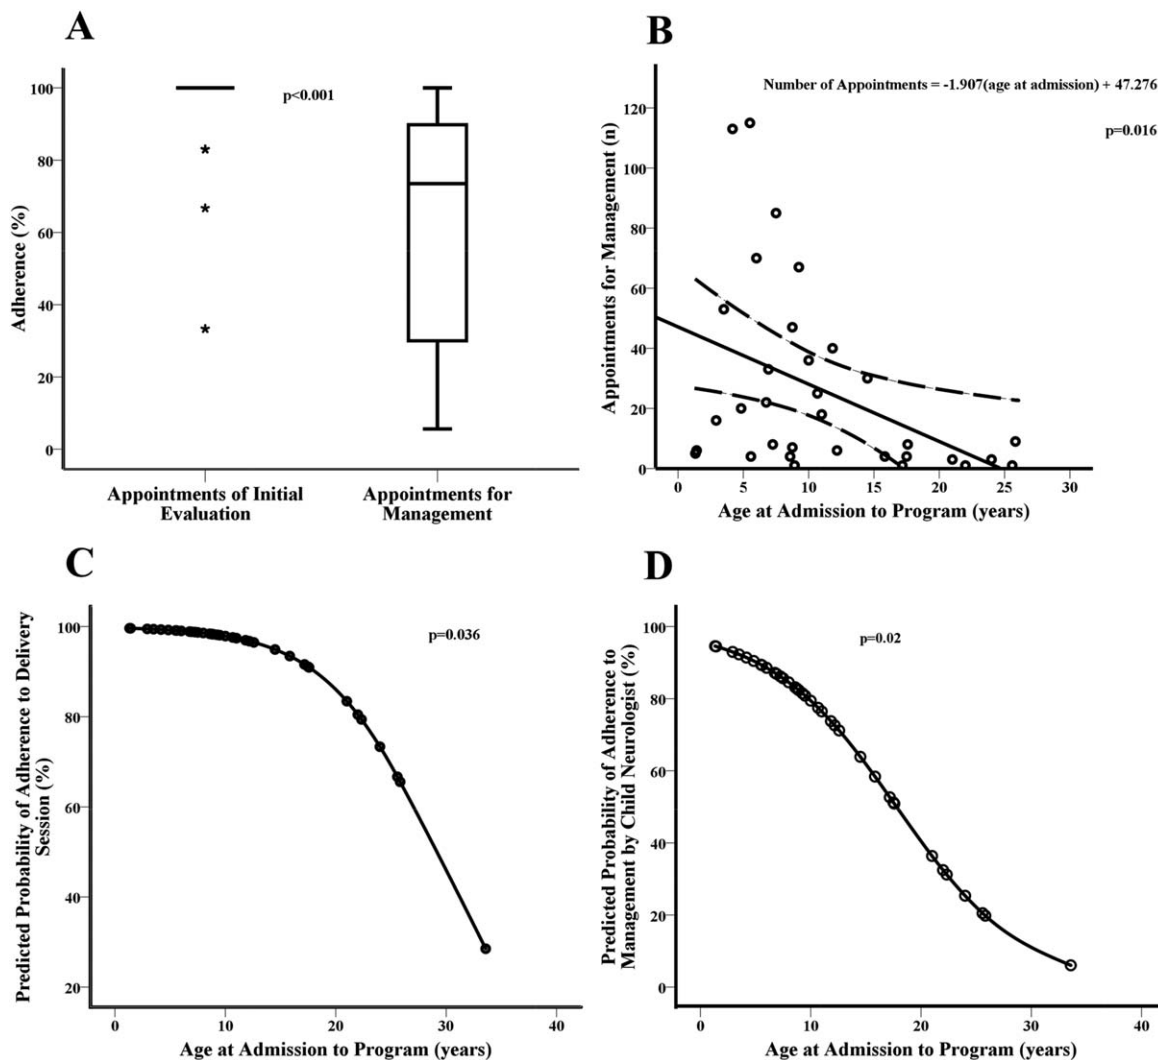 A
Adherence (%)
100
80
60
40
20
0
p<0.001
*
*
*
Appointments of Initial
Evaluation
Appointments for
Management
B
Number of Appointments = -1.907(age at admission) + 47.276
p=0.016
Appointments for Management (n)
120
100
80
60
40
20
0
0 5 10 15 20 25 30
Age at Admission to Program (years)
C
Predicted Probability of Adherence to Delivery
Session (%)
100
80
60
40
20
p=0.036
0 10 20 30 40
Age at Admission to Program (years)
D
Predicted Probability of Adherence to
Management by Child Neurologist (%)
100
80
60
40
20
0
p=0.02
0 10 20 30 40
Age at Admission to Program (years)